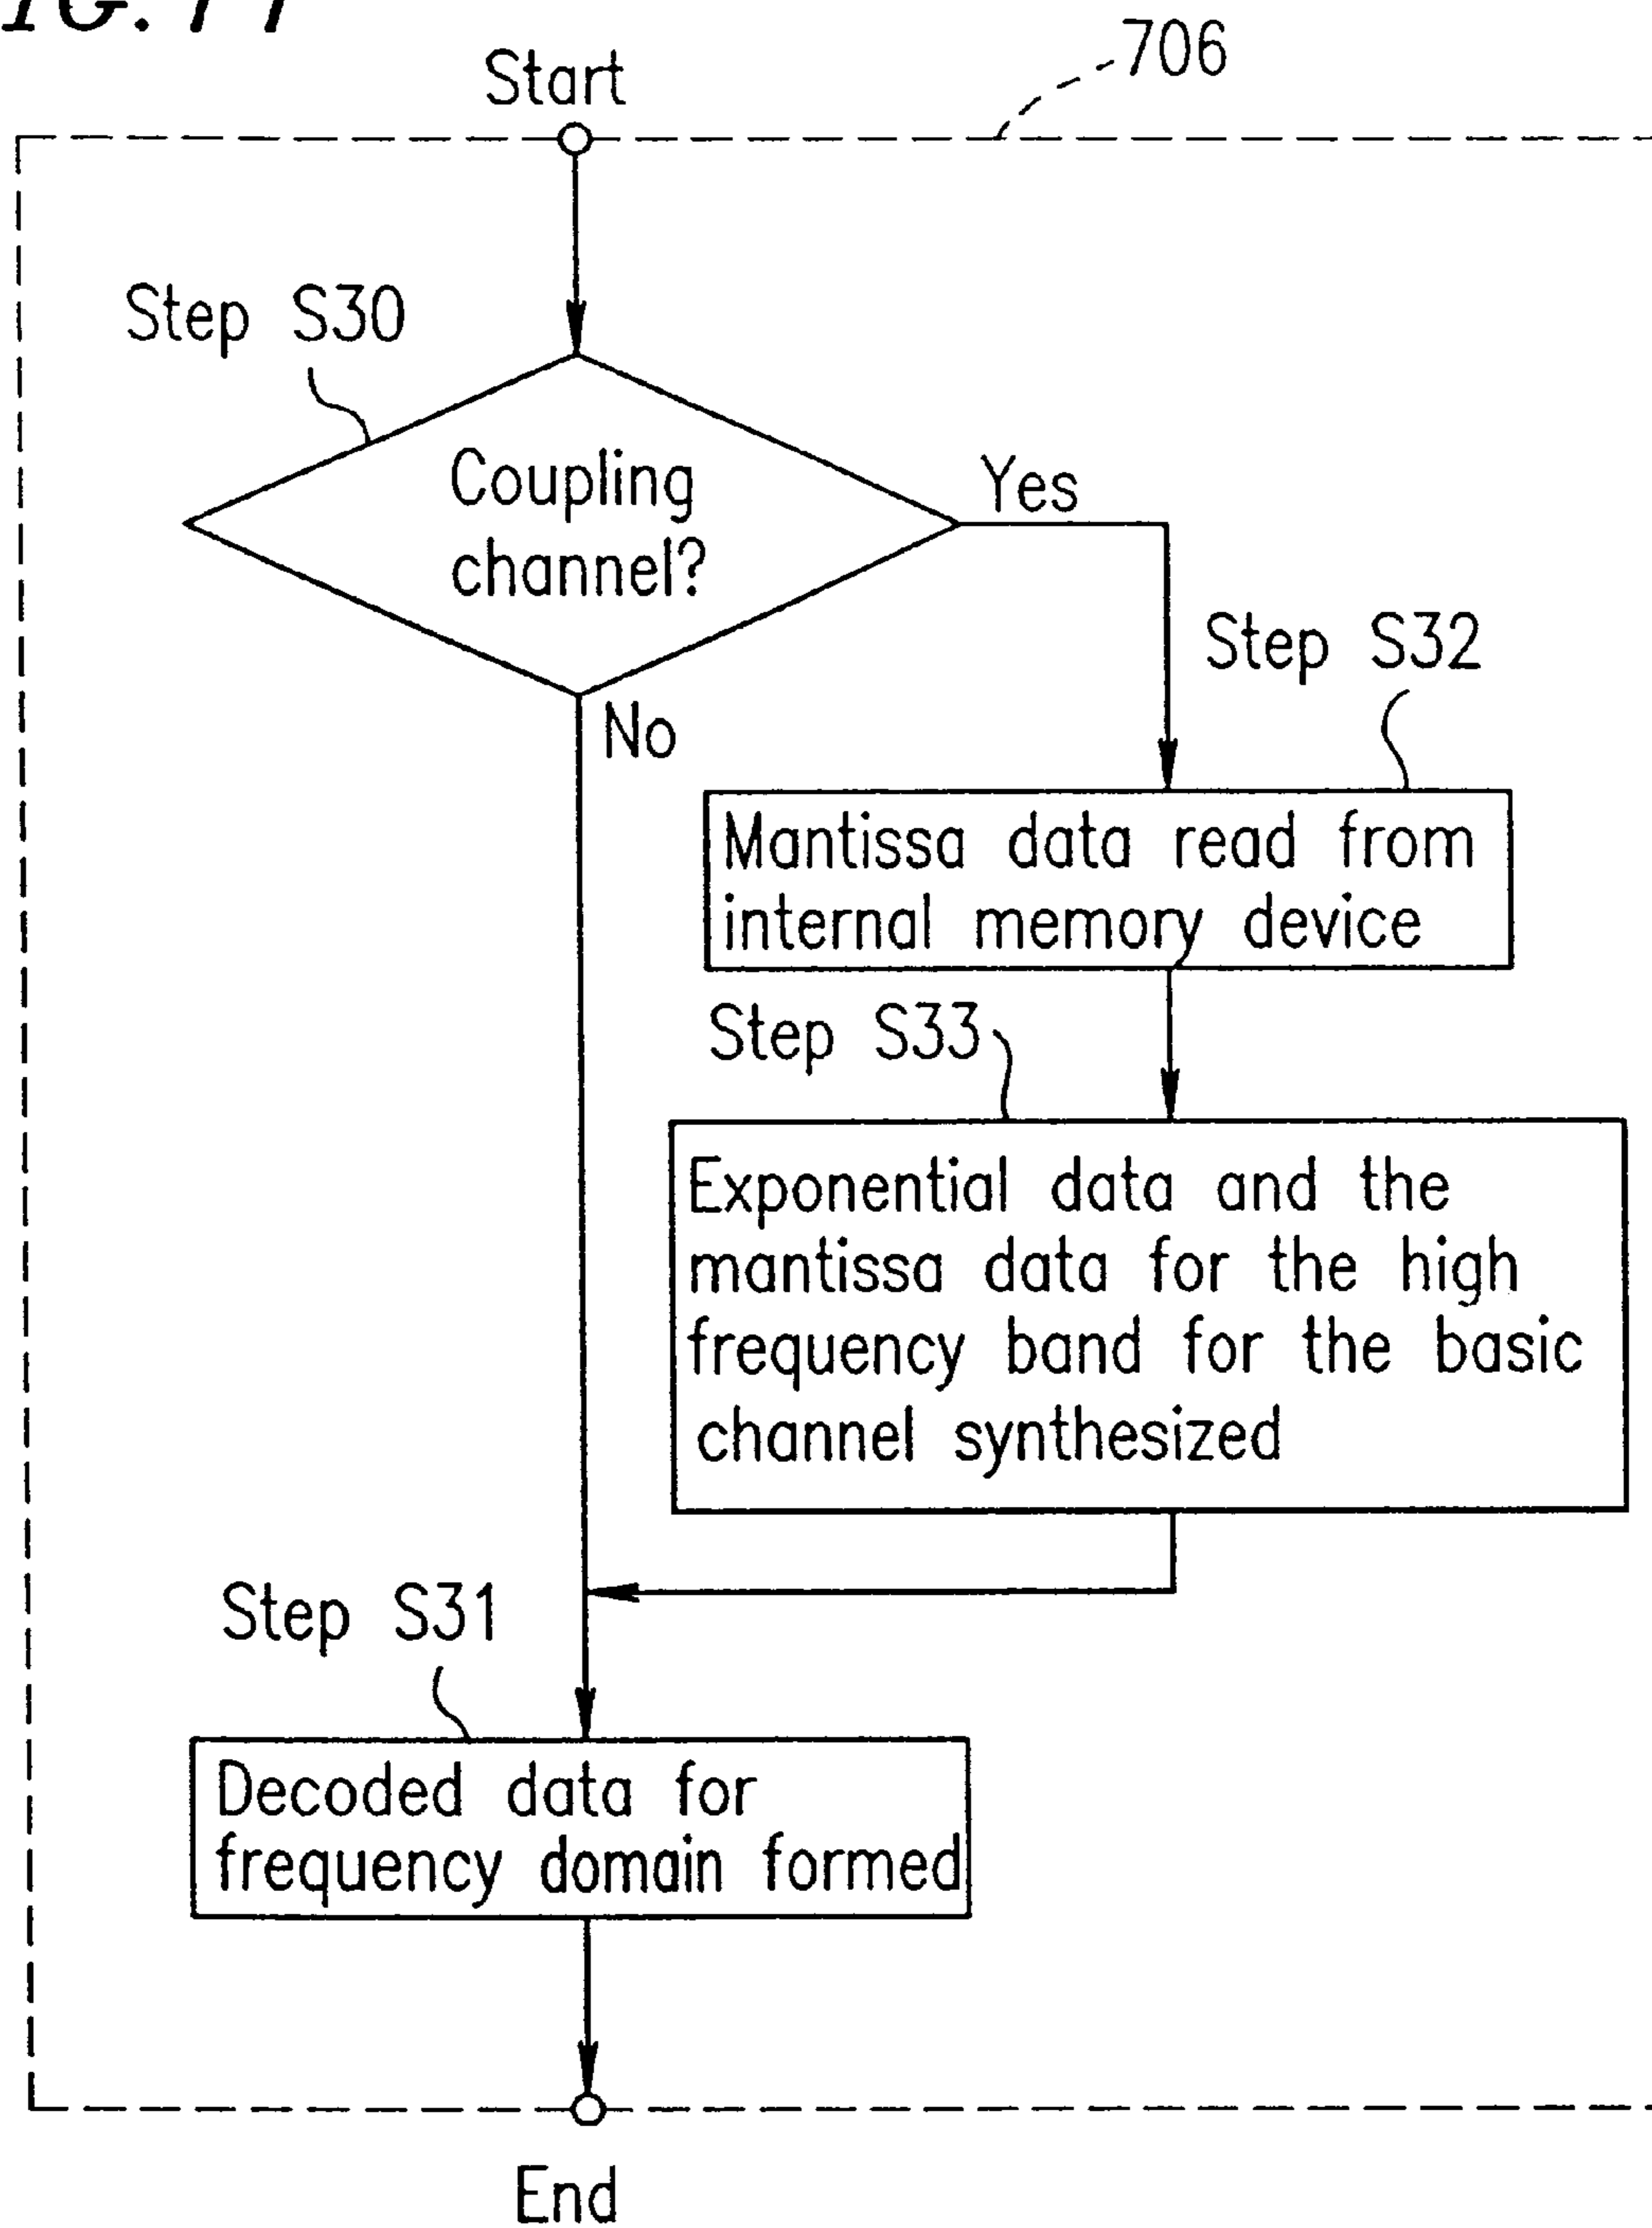 FIG. 11
706
Start
Step S30
Coupling
channel?
Yes
No
Step S32
Mantissa data read from
internal memory device
Step S33
Exponential data and the
mantissa data for the high
frequency band for the basic
channel synthesized
Step S31
Decoded data for
frequency domain formed
End